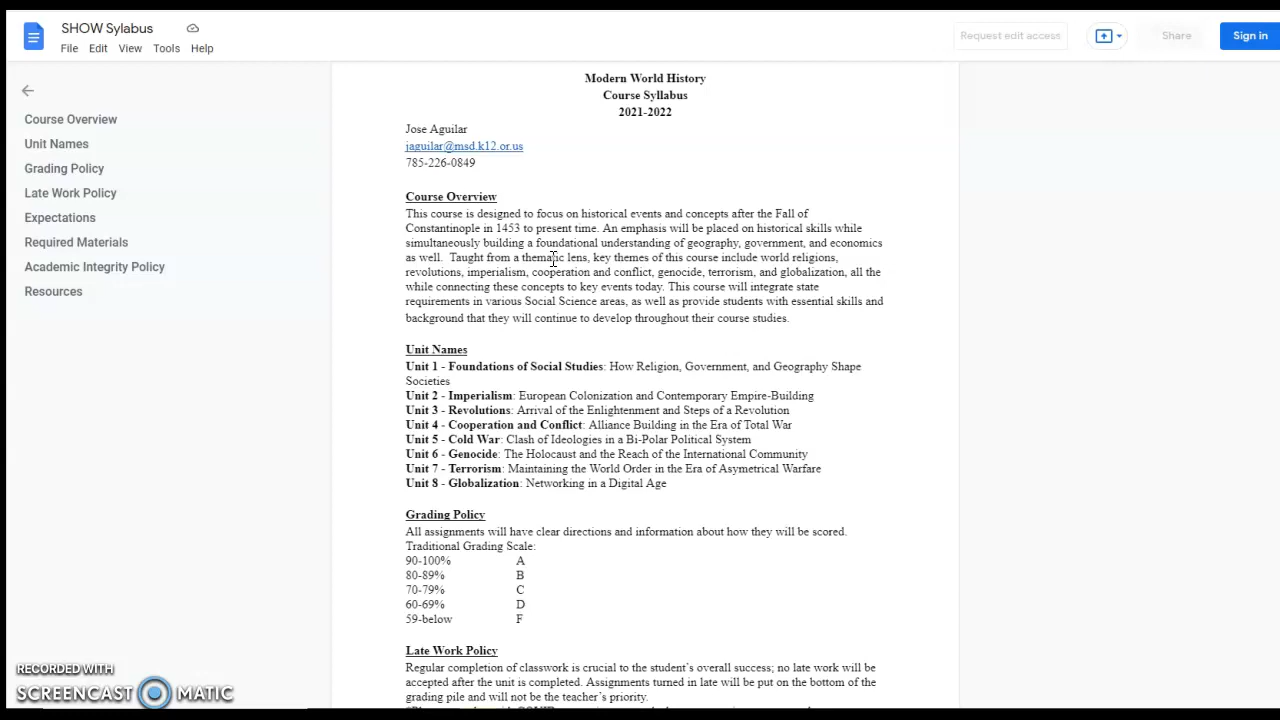 SHOW Sylabus
File Edit View Tools Help
Request edit access
Share
Sign in
Course Overview
Unit Names
Grading Policy
Late Work Policy
Expectations
Required Materials
Academic Integrity Policy
Resources
Modern World History
Course Syllabus
2021-2022
Jose Aguilar
jaguilar@msd.k12.or.us
785-226-0849
Course Overview
This course is designed to focus on historical events and concepts after the Fall of
Constantinople in 1453 to present time. An emphasis will be placed on historical skills while
simultaneously building a foundational understanding of geography, government, and economics
as well. Taught from a thematic lens, key themes of this course include world religions,
revolutions, imperialism, cooperation and conflict, genocide, terrorism, and globalization, all the
while connecting these concepts to key events today. This course will integrate state
requirements in various Social Science areas, as well as provide students with essential skills and
background that they will continue to develop throughout their course studies.
Unit Names
Unit 1 - Foundations of Social Studies: How Religion, Government, and Geography Shape
Societies
Unit 2 - Imperialism: European Colonization and Contemporary Empire-Building
Unit 3 - Revolutions: Arrival of the Enlightenment and Steps of a Revolution
Unit 4 - Cooperation and Conflict: Alliance Building in the Era of Total War
Unit 5 - Cold War: Clash of Ideologies in a Bi-Polar Political System
Unit 6 - Genocide: The Holocaust and the Reach of the International Community
Unit 7 - Terrorism: Maintaining the World Order in the Era of Asymetrical Warfare
Unit 8 - Globalization: Networking in a Digital Age
Grading Policy
All assignments will have clear directions and information about how they will be scored.
Traditional Grading Scale:
90-100% A
80-89% B
70-79% C
60-69% D
59-below F
Late Work Policy
Regular completion of classwork is crucial to the student's overall success; no late work will be
accepted after the unit is completed. Assignments turned in late will be put on the bottom of the
grading pile and will not be the teacher's priority.
RECORDED WITH
SCREENCAST MATIC